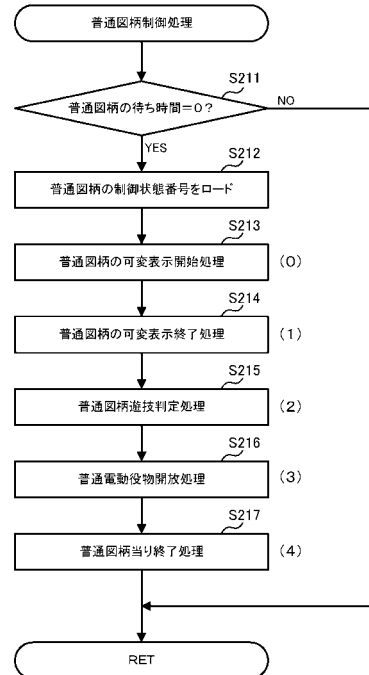 普通図柄制御処理
S211
普通図柄の待ち時間=0?
NO
YES
S212
普通図柄の制御状態番号をロード
S213
普通図柄の可変表示開始処理
(0)
S214
普通図柄の可変表示終了処理
(1)
S215
普通図柄遊技判定処理
(2)
S216
普通電動役物開放処理
(3)
S217
普通図柄当り終了処理
(4)
RET